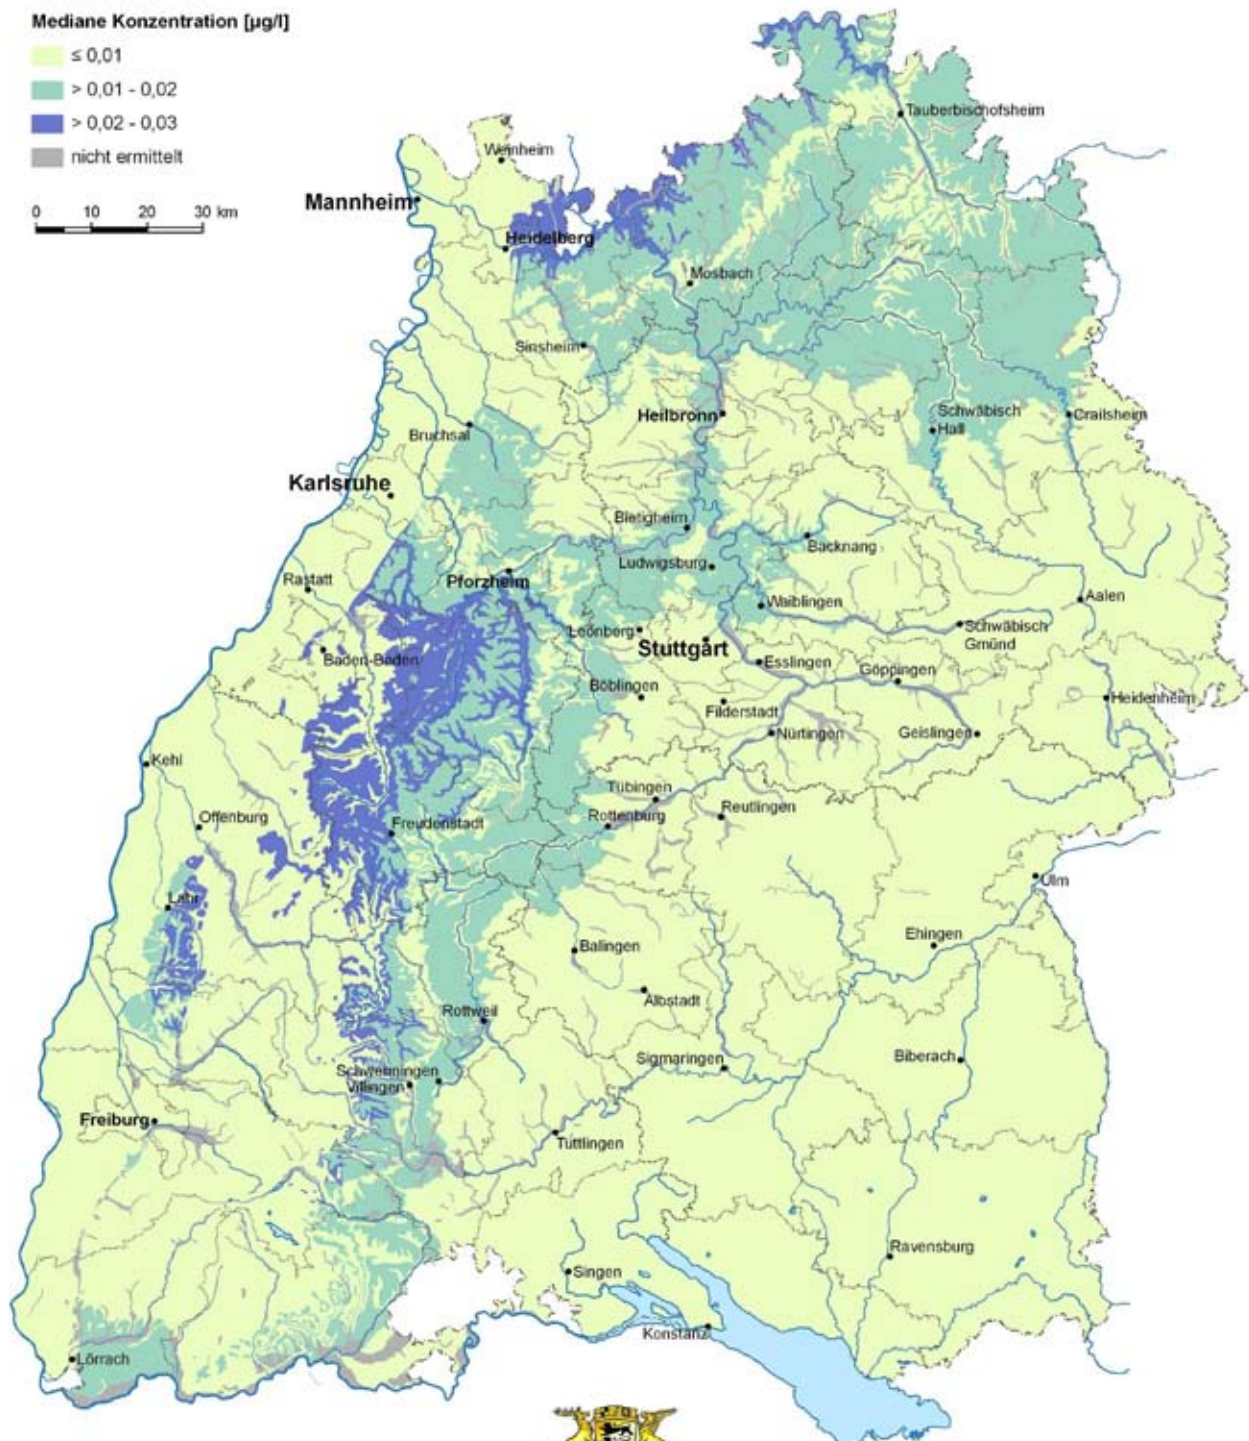 Mediane Konzentration [µg/l]
≤ 0,01
> 0,01 - 0,02
> 0,02 - 0,03
nicht ermittelt
0 10 20 30 km
Tauberbischofsheim
Weinheim
Mannheim
Heidelberg
Mosbach
Sinsheim
Heilbronn
Schwäbisch
Hall
Crailsheim
Bruchsal
Karlsruhe
Bietigheim
Backnang
Ludwigsburg
Pforzheim
Rastatt
Waiblingen
Aalen
Leonberg
Schwäbisch
Gmünd
Stuttgart
Baden-Baden
Esslingen
Göppingen
Böblingen
Filderstadt
Heidenheim
Nürtingen
Geislingen
Kehl
Tübingen
Reutlingen
Offenburg
Rottenburg
Freudenstadt
Ulm
Lahr
Ehingen
Balingen
Albstadt
Rottweil
Sigmaringen
Biberach
Schwenningen
Villingen
Freiburg
Tuttlingen
Ravensburg
Singen
Konstanz
Lörrach